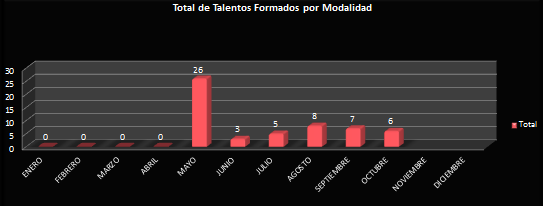 Total de Talentos Formados por Modalidad
30
25
20
15
10
5
0
0
0
0
0
26
3
5
8
7
6
ENERO
FEBRERO
MARZO
ABRIL
MAYO
JUNIO
JULIO
AGOSTO
SEPTIEMBRE
OCTUBRE
NOVIEMBRE
DICIEMBRE
Total